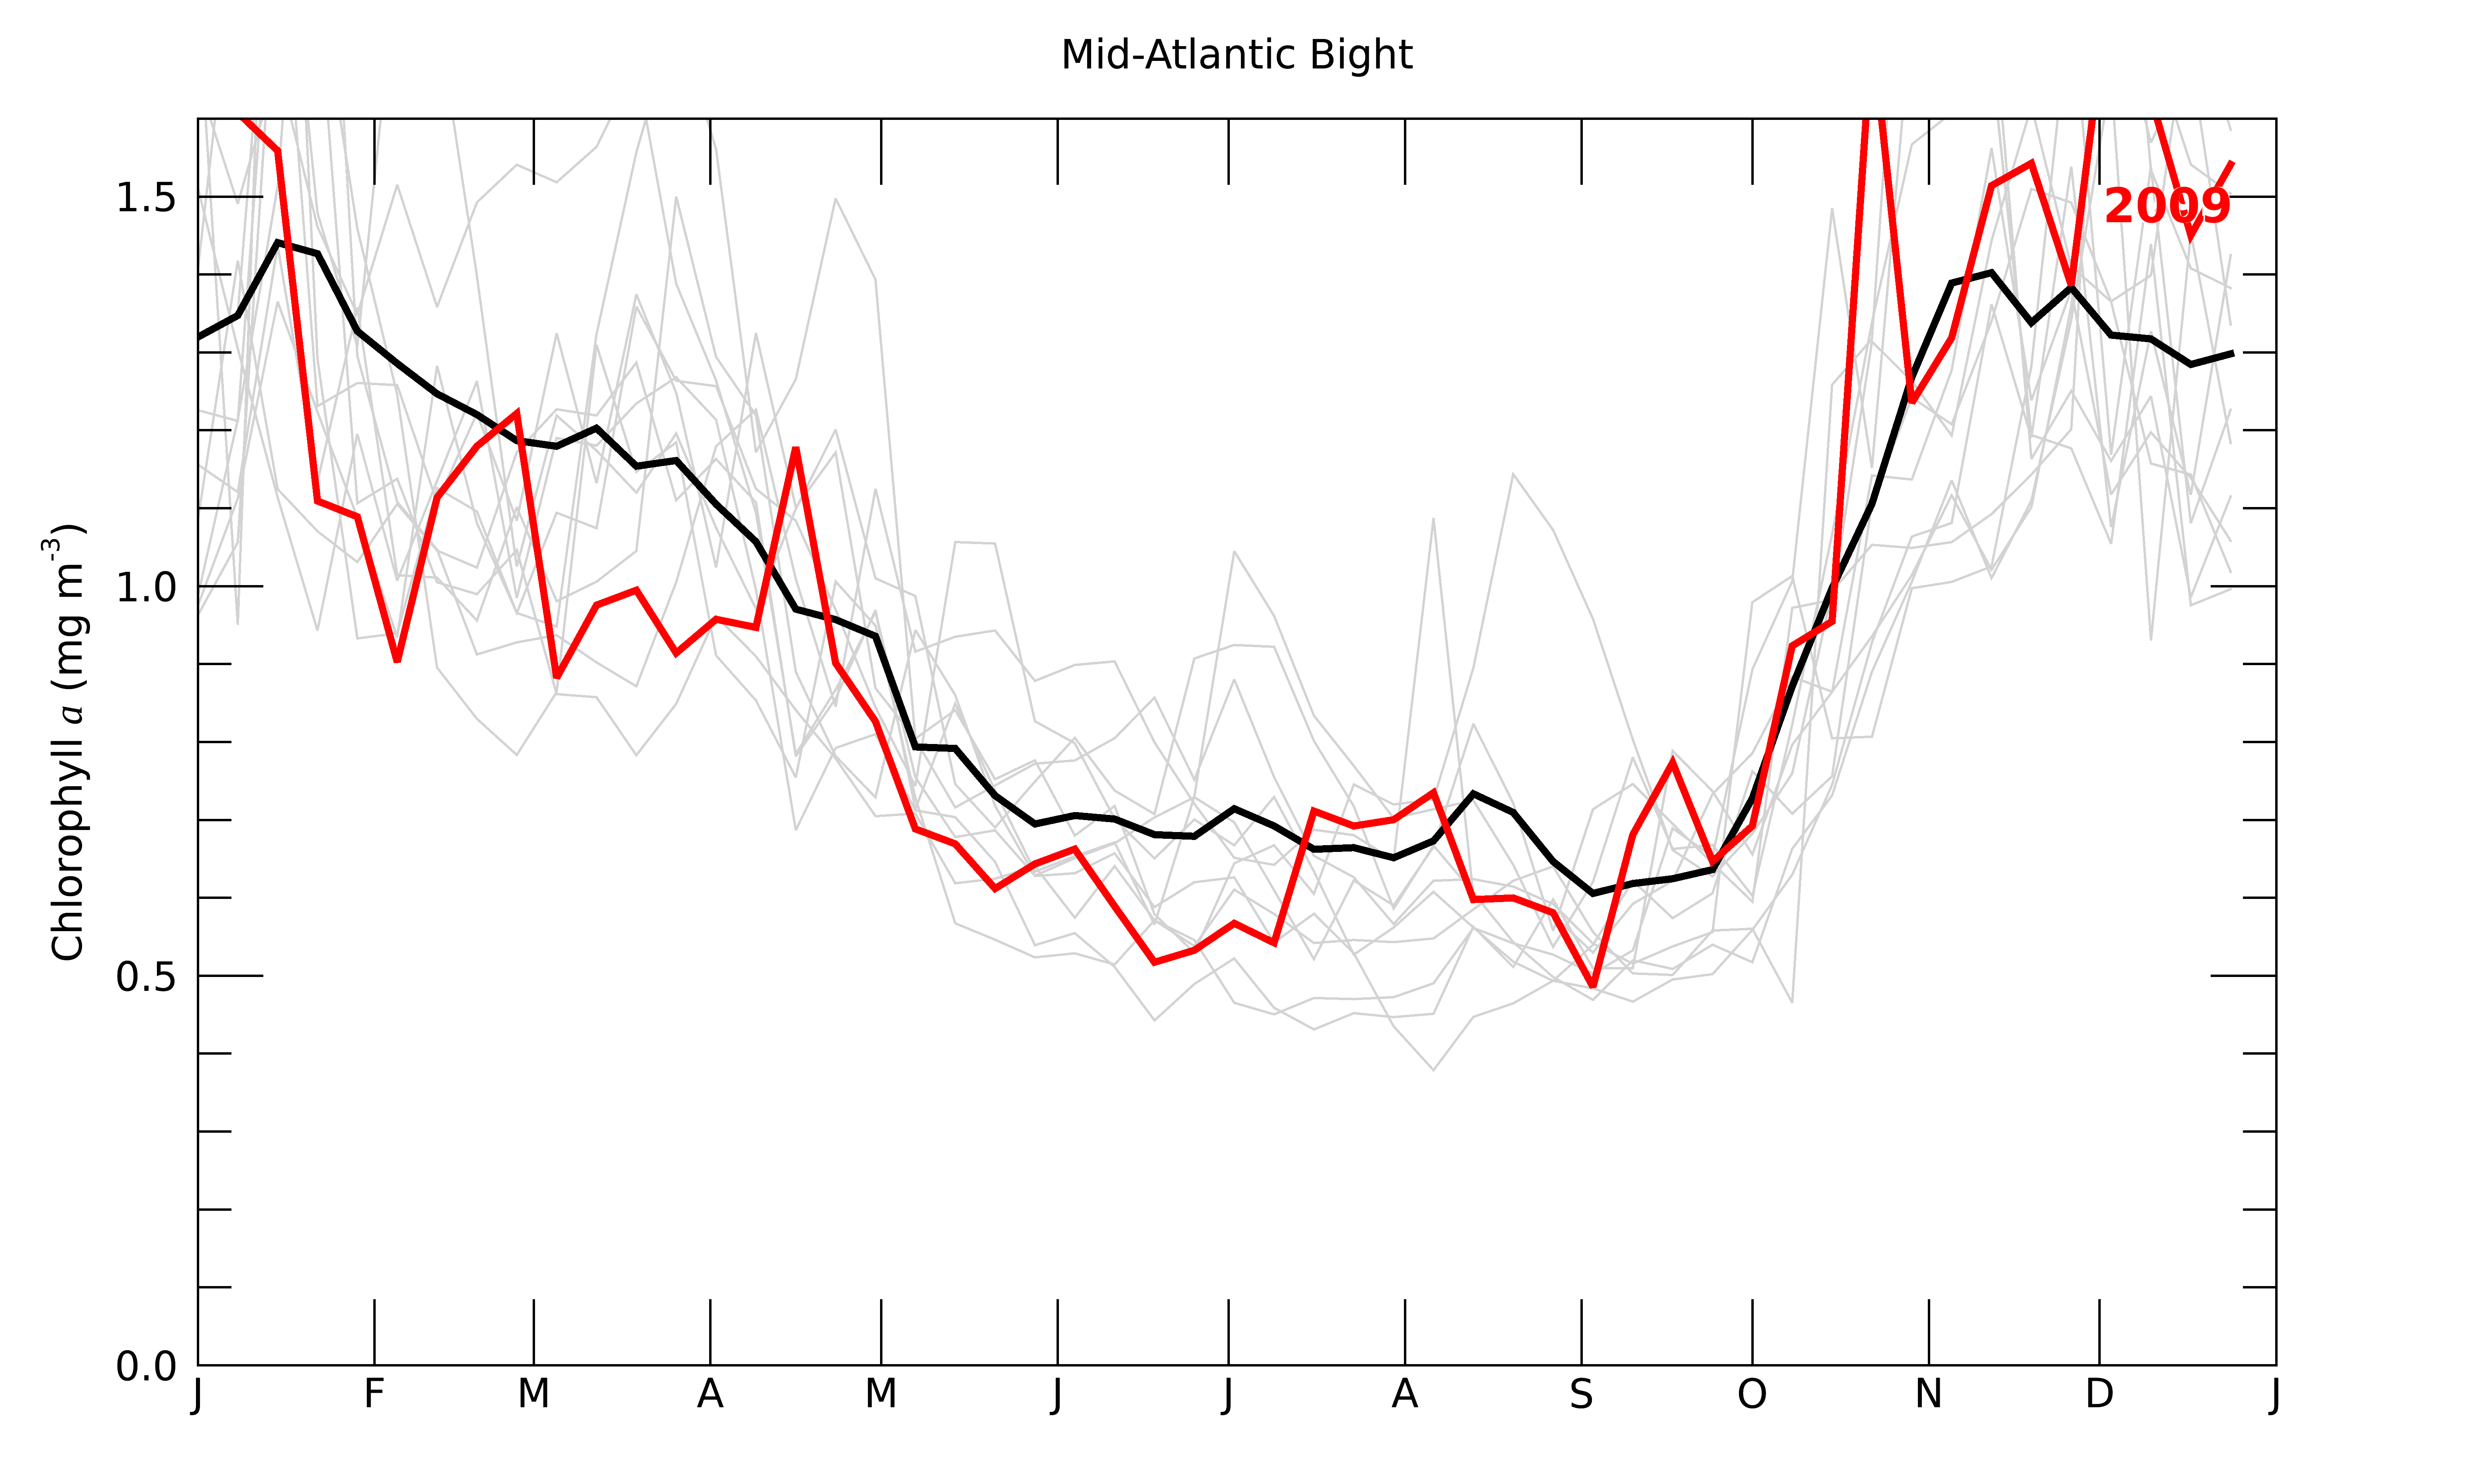 Mid-Atlantic Bight
Chlorophyll a (mg m⁻³)
1.5
1.0
0.5
0.0
2009
J F M A M J J A S O N D J